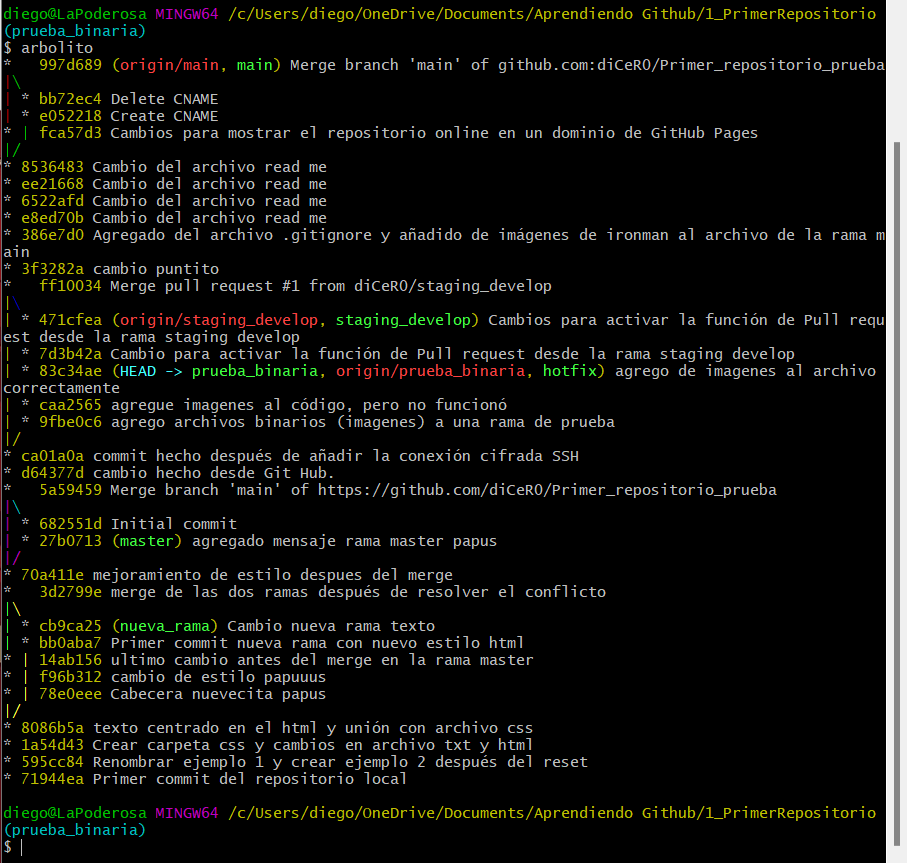 diego@LaPoderosa MINGW64 /c/Users/diego/OneDrive/Documents/Aprendiendo Github/1_PrimerRepositorio
(prueba_binaria)
$ arbolito
*   997d689 (origin/main, main) Merge branch 'main' of github.com:diCeR0/Primer_repositorio_prueba
|\
| * bb72ec4 Delete CNAME
| * e052218 Create CNAME
* | fca57d3 Cambios para mostrar el repositorio online en un dominio de GitHub Pages
|/
* 8536483 Cambio del archivo read me
* ee21668 Cambio del archivo read me
* 6522afd Cambio del archivo read me
* e8ed70b Cambio del archivo read me
* 386e7d0 Agregado del archivo .gitignore y añadido de imágenes de ironman al archivo de la rama m
ain
* 3f3282a cambio puntito
*   ff10034 Merge pull request #1 from diCeR0/staging_develop
|\
| * 471cfea (origin/staging_develop, staging_develop) Cambios para activar la función de Pull requ
est desde la rama staging develop
| * 7d3b42a Cambio para activar la función de Pull request desde la rama staging develop
| * 83c34ae (HEAD -> prueba_binaria, origin/prueba_binaria, hotfix) agrego de imagenes al archivo
correctamente
| * caa2565 agregue imagenes al código, pero no funcionó
| * 9fbe0c6 agrego archivos binarios (imagenes) a una rama de prueba
|/
* ca01a0a commit hecho después de añadir la conexión cifrada SSH
* d64377d cambio hecho desde Git Hub.
*   5a59459 Merge branch 'main' of https://github.com/diCeR0/Primer_repositorio_prueba
|\
| * 682551d Initial commit
| * 27b0713 (master) agregado mensaje rama master papus
|/
* 70a411e mejoramiento de estilo despues del merge
*   3d2799e merge de las dos ramas después de resolver el conflicto
|\
| * cb9ca25 (nueva_rama) Cambio nueva rama texto
| * bb0aba7 Primer commit nueva rama con nuevo estilo html
* | 14ab156 ultimo cambio antes del merge en la rama master
* | f96b312 cambio de estilo papuuus
* | 78e0eee Cabecera nuevecita papus
|/
* 8086b5a texto centrado en el html y unión con archivo css
* 1a54d43 Crear carpeta css y cambios en archivo txt y html
* 595cc84 Renombrar ejemplo 1 y crear ejemplo 2 después del reset
* 71944ea Primer commit del repositorio local
diego@LaPoderosa MINGW64 /c/Users/diego/OneDrive/Documents/Aprendiendo Github/1_PrimerRepositorio
(prueba_binaria)
$